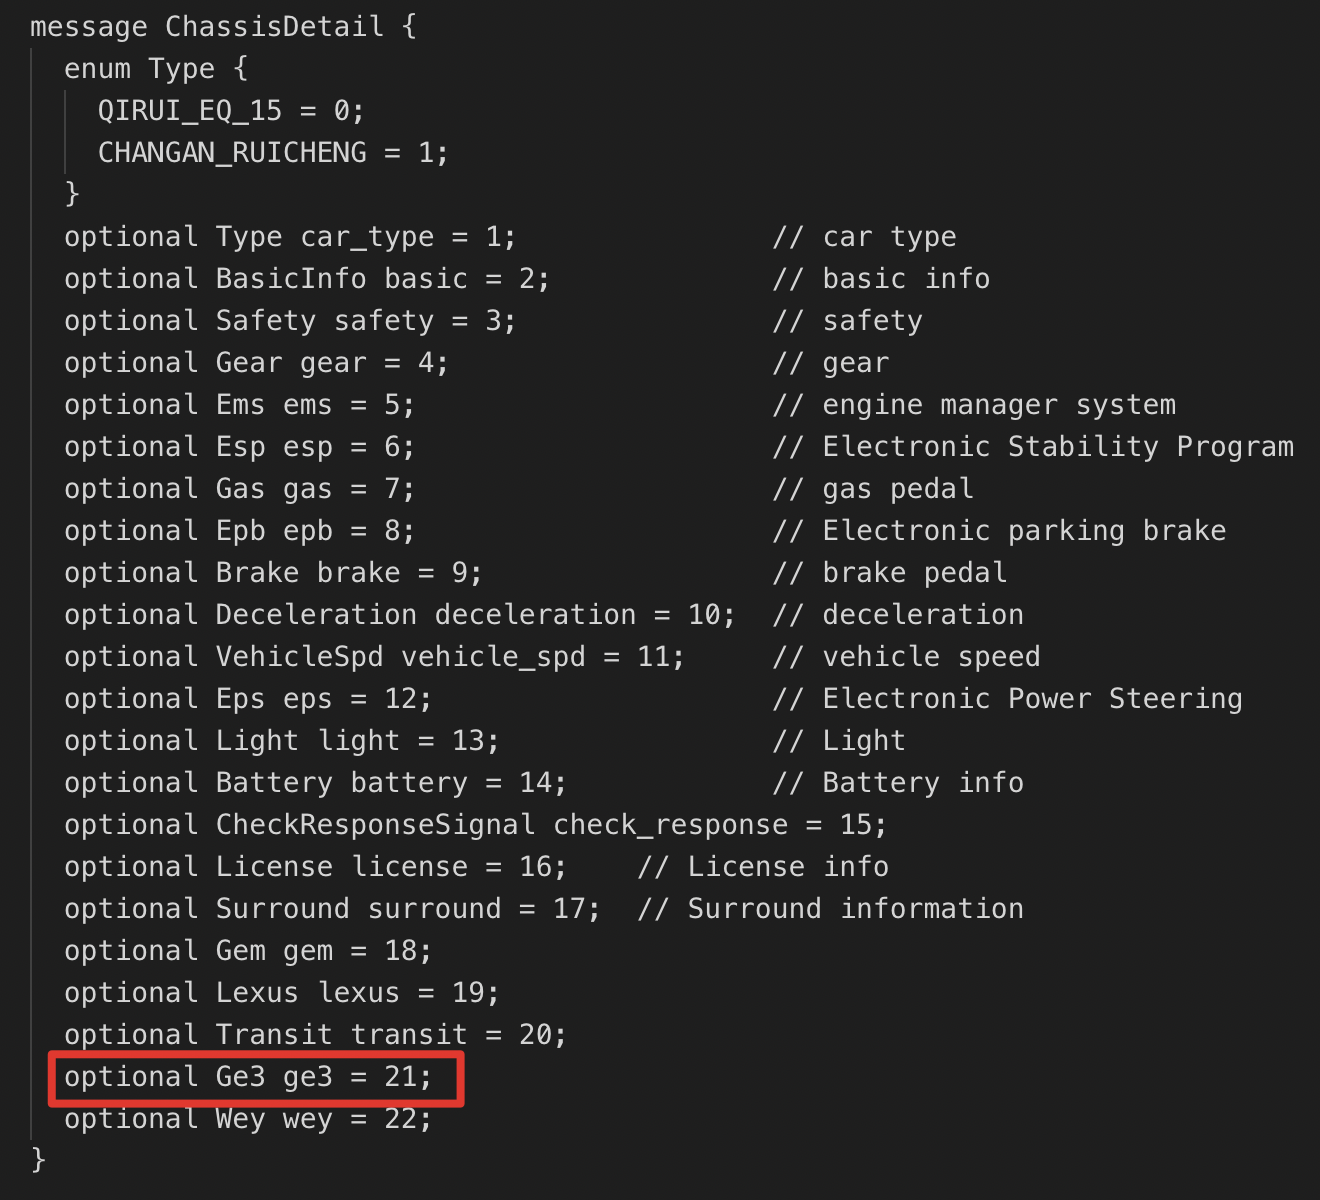 message ChassisDetail {
enum Type {
QIRUI_EQ_15 = 0;
CHANGAN_RUICHENG = 1;
}
optional Type car_type = 1; // car type
optional BasicInfo basic = 2; // basic info
optional Safety safety = 3; // safety
optional Gear gear = 4; // gear
optional Ems ems = 5; // engine manager system
optional Esp esp = 6; // Electronic Stability Program
optional Gas gas = 7; // gas pedal
optional Epb epb = 8; // Electronic parking brake
optional Brake brake = 9; // brake pedal
optional Deceleration deceleration = 10; // deceleration
optional VehicleSpd vehicle_spd = 11; // vehicle speed
optional Eps eps = 12; // Electronic Power Steering
optional Light light = 13; // Light
optional Battery battery = 14; // Battery info
optional CheckResponseSignal check_response = 15;
optional License license = 16; // License info
optional Surround surround = 17; // Surround information
optional Gem gem = 18;
optional Lexus lexus = 19;
optional Transit transit = 20;
optional Ge3 ge3 = 21;
optional Wey wey = 22;
}